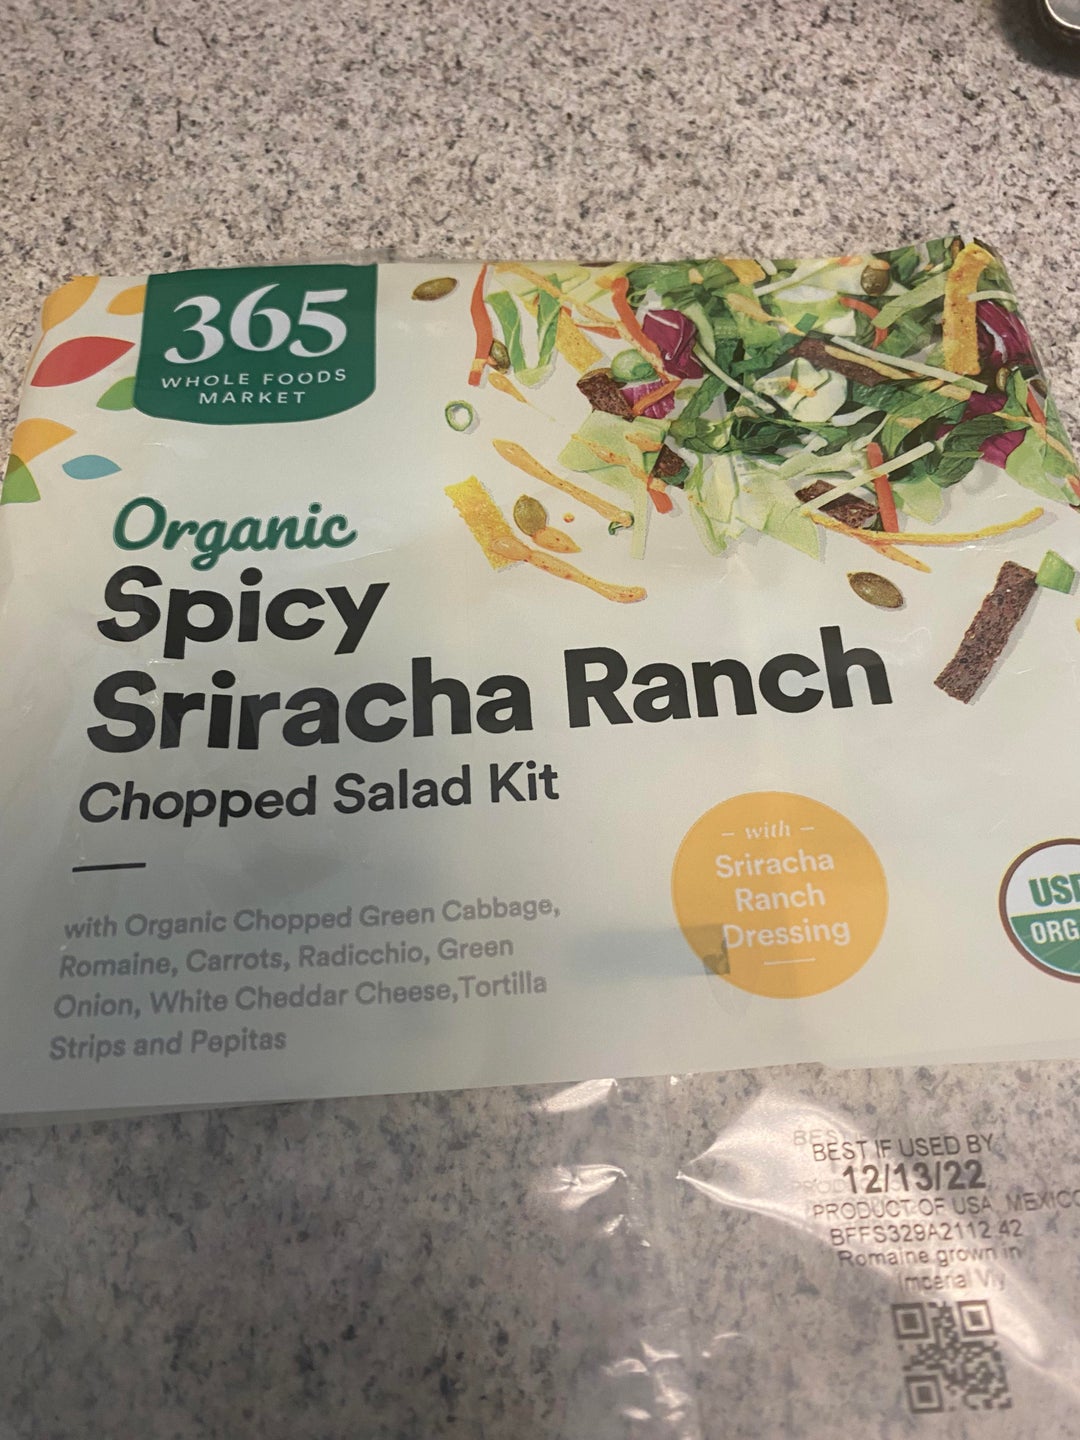 365
WHOLE FOODS
MARKET
Organic
Spicy
Sriracha Ranch
Chopped Salad Kit
with Organic Chopped Green Cabbage,
Romaine, Carrots, Radicchio, Green
Onion, White Cheddar Cheese,Tortilla
Strips and Pepitas
– with –
Sriracha
Ranch
Dressing
USD
ORG
BEST IF USED BY
12/13/22
PRODUCT OF USA, MEXICO
BFFS329A2112:42
Romaine grown in
Imperial Vly